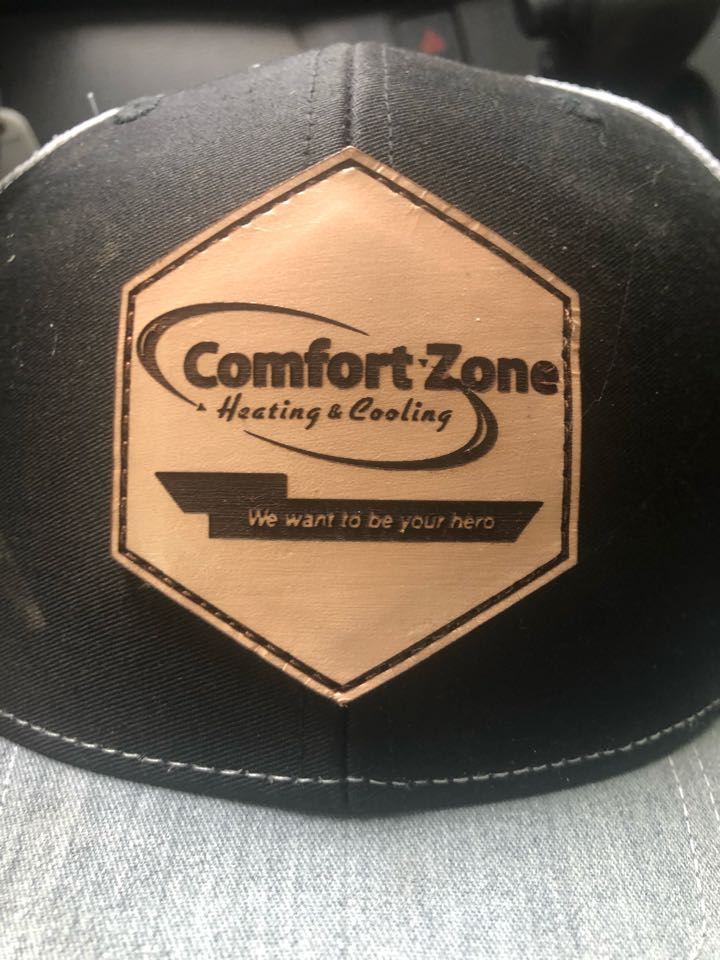 Comfort Zone
Heating & Cooling
We want to be your hero